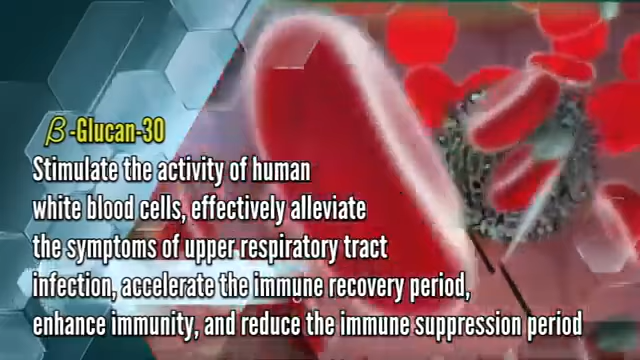 β-Glucan-30
Stimulate the activity of human
white blood cells, effectively alleviate
the symptoms of upper respiratory tract
infection, accelerate the immune recovery period,
enhance immunity, and reduce the immune suppression period